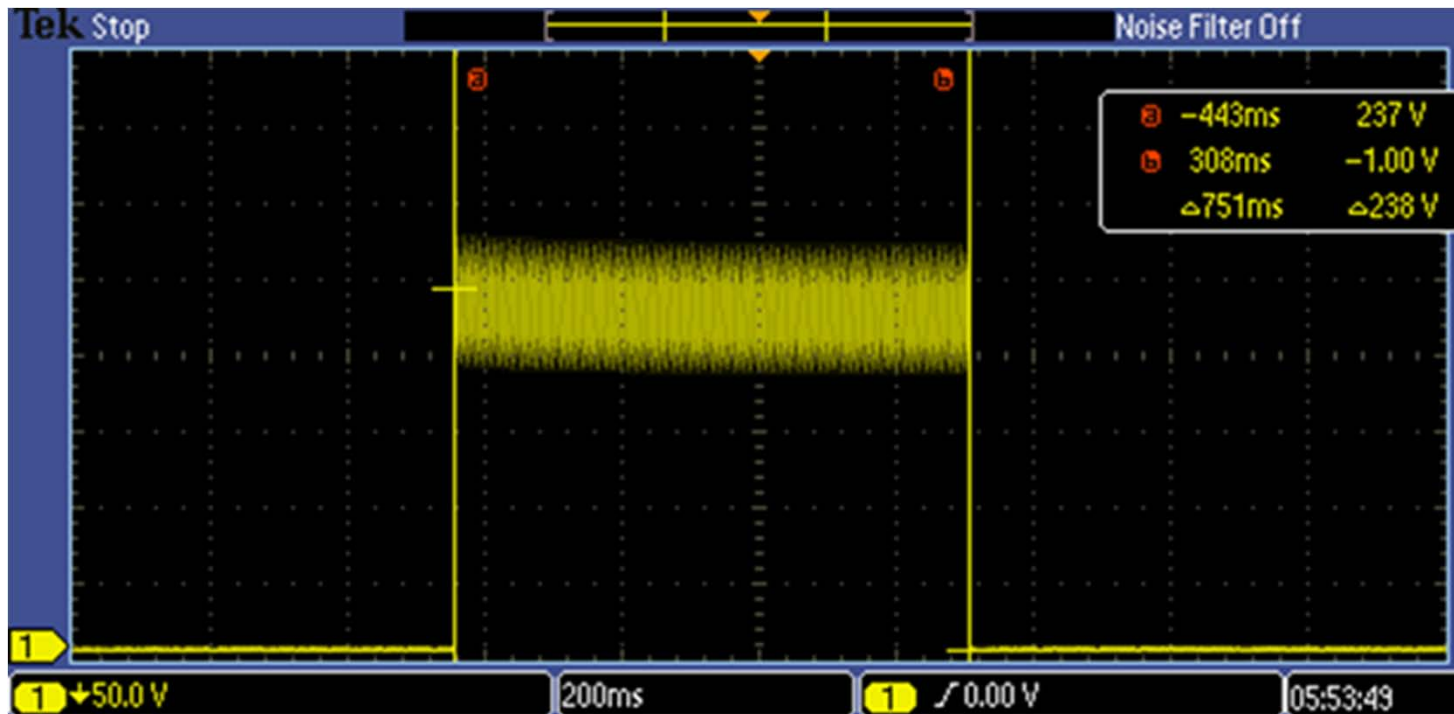 Tek Stop
Noise Filter Off
a b
a -443ms 237 V
b 308ms -1.00 V
△751ms △238 V
1
1 50.0 V 200ms 1 0.00 V 05:53:49